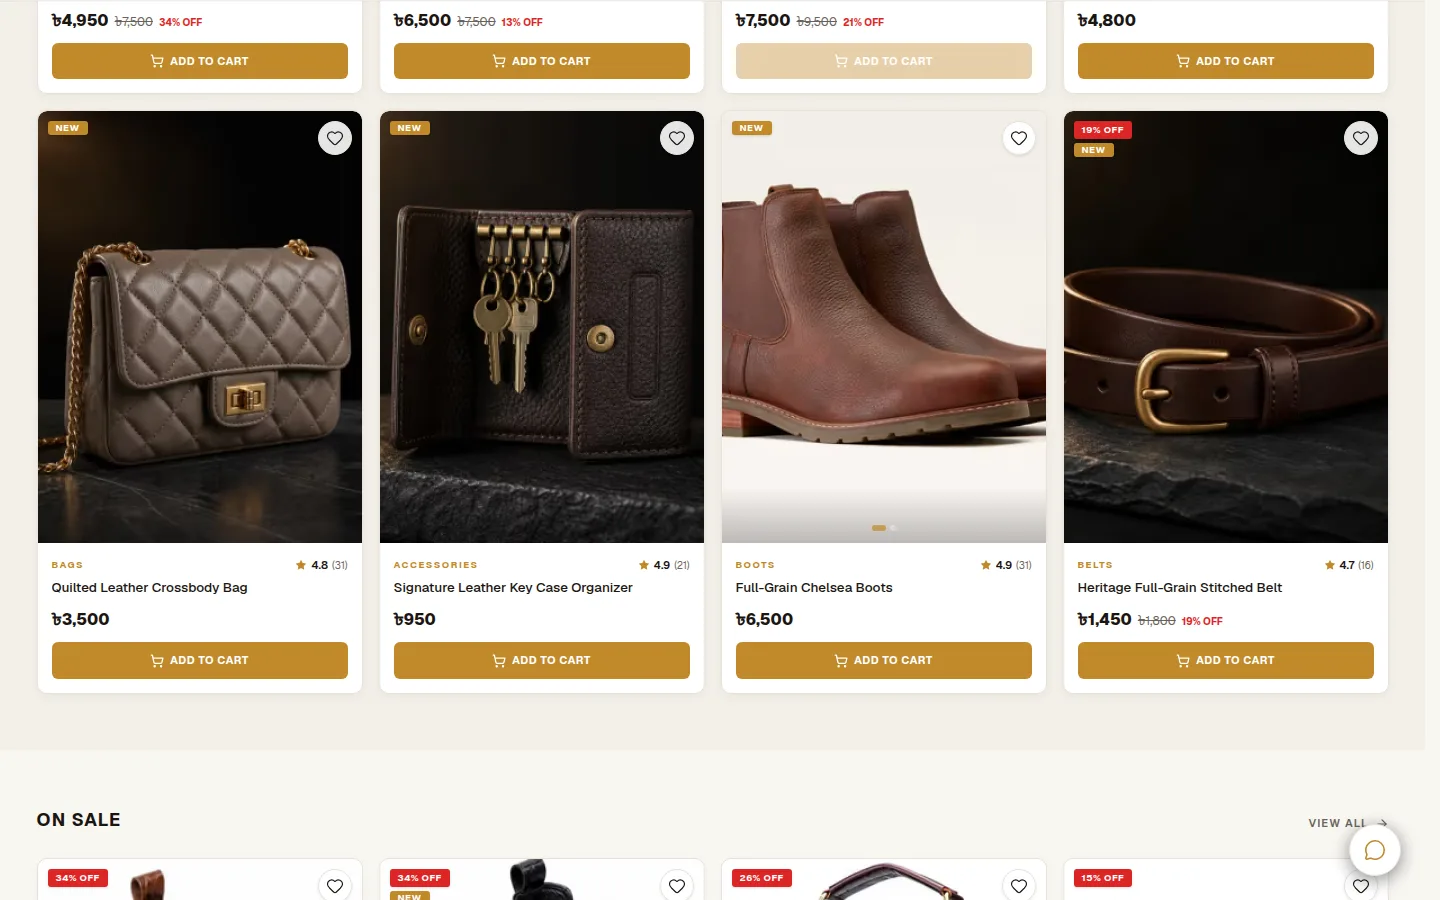 ৳4,950 ৳7,500 34% OFF
৳6,500 ৳7,500 13% OFF
৳7,500 ৳9,500 21% OFF
৳4,800
ADD TO CART
ADD TO CART
ADD TO CART
ADD TO CART
NEW
NEW
NEW
19% OFF
NEW
BAGS 4.8 (31)
Quilted Leather Crossbody Bag
৳3,500
ADD TO CART
ACCESSORIES 4.9 (21)
Signature Leather Key Case Organizer
৳950
ADD TO CART
BOOTS 4.9 (31)
Full-Grain Chelsea Boots
৳6,500
ADD TO CART
BELTS 4.7 (16)
Heritage Full-Grain Stitched Belt
৳1,450 ৳1,800 19% OFF
ADD TO CART
ON SALE
VIEW ALL →
34% OFF
34% OFF
NEW
26% OFF
15% OFF